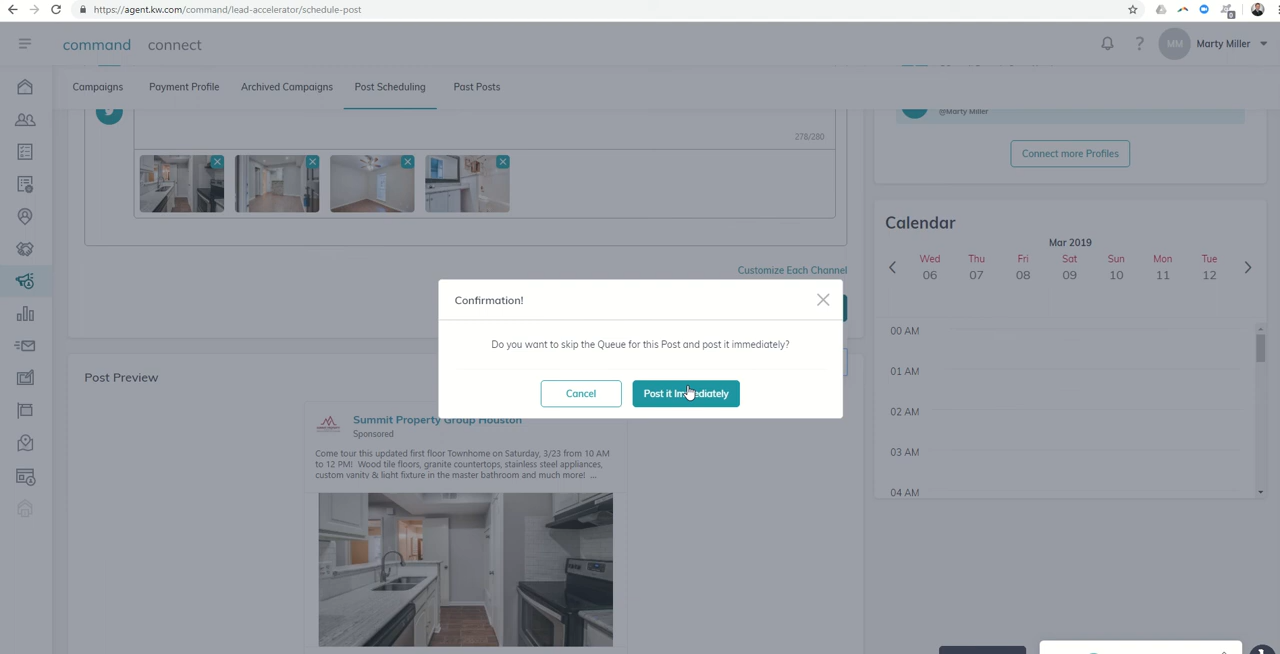 https://agent.kw.com/command/lead-accelerator/schedule-post
command connect
MM Marty Miller
Campaigns Payment Profile Archived Campaigns Post Scheduling Past Posts
@Marty Miller
278/280
Connect more Profiles
Calendar
Mar 2019
Wed Thu Fri Sat Sun Mon Tue
06 07 08 09 10 11 12
Customize Each Channel
Confirmation!
Do you want to skip the Queue for this Post and post it immediately?
Cancel Post it Immediately
00 AM
01 AM
02 AM
03 AM
04 AM
Post Preview
Summit Property Group Houston
Sponsored
Come tour this updated first floor Townhome on Saturday, 3/23 from 10 AM
to 12 PM! Wood tile floors, granite countertops, stainless steel appliances,
custom vanity & light fixture in the master bathroom and much more! ...